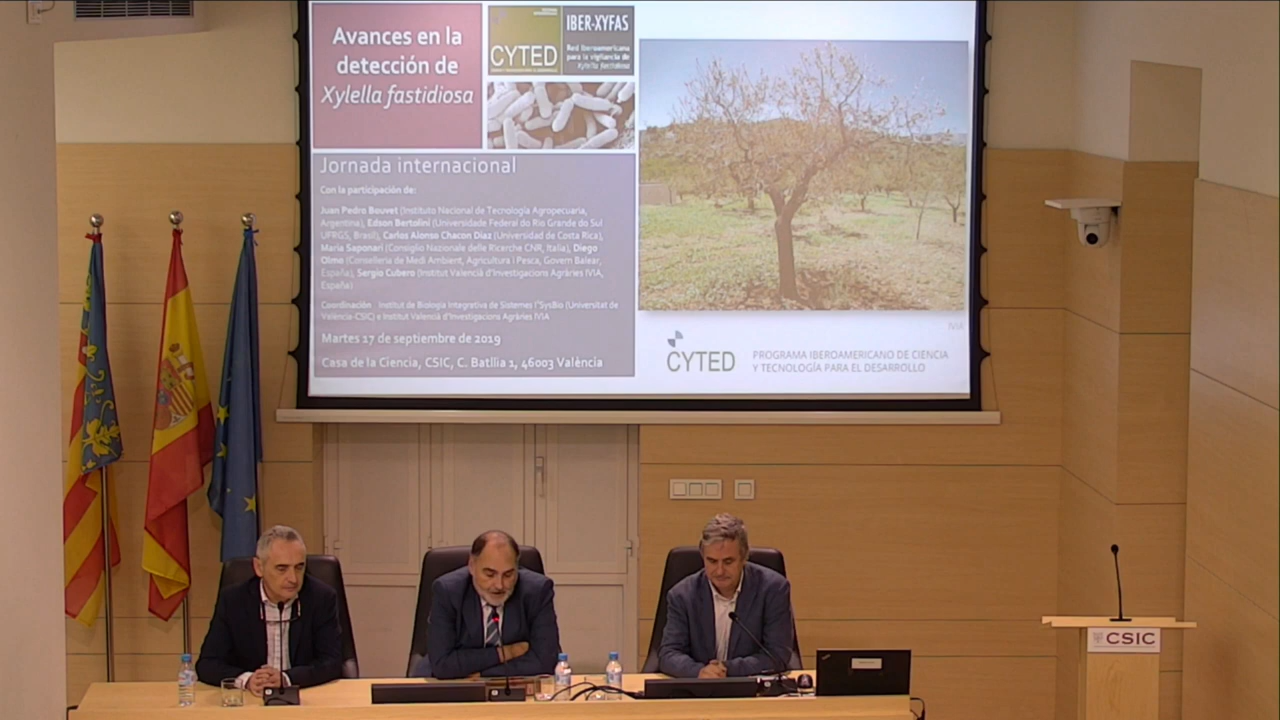 Avances en la
detección de
Xylella fastidiosa
CYTED
IBER-XYFAS
Red Iberoamericana
para la vigilancia de
Xylella fastidiosa
Jornada internacional
Con la participación de:
Juan Pedro Bouvet (Instituto Nacional de Tecnología Agropecuaria,
Argentina), Edson Bertolini (Universidade Federal do Rio Grande do Sul
UFRGS, Brasil), Carlos Alonso Chacon Diaz (Universidad de Costa Rica),
Maria Saponari (Consiglio Nazionale delle Ricerche CNR, Italia), Diego
Olmo (Conselleria de Medi Ambient, Agricultura i Pesca, Govern Balear,
España), Sergio Cubero (Institut Valencià d'Investigacions Agràries IVIA,
España)
Coordinación : Institut de Biologia Integrativa de Sistemes I²SysBio (Universitat de
València-CSIC) e Institut Valencià d'Investigacions Agràries IVIA
Martes 17 de septiembre de 2019
Casa de la Ciencia, CSIC, C. Batllia 1, 46003 València
IVIA
CYTED
PROGRAMA IBEROAMERICANO DE CIENCIA
Y TECNOLOGÍA PARA EL DESARROLLO
CSIC